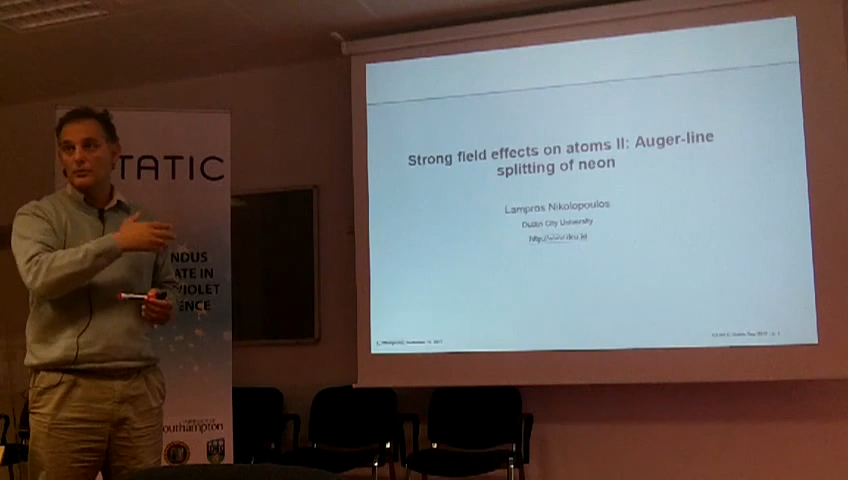 TATIC
NDUS
ATE IN
VIOLET
ENCE
outhampton
Strong field effects on atoms II: Auger-line
splitting of neon
Lampros Nikolopoulos
Dublin City University